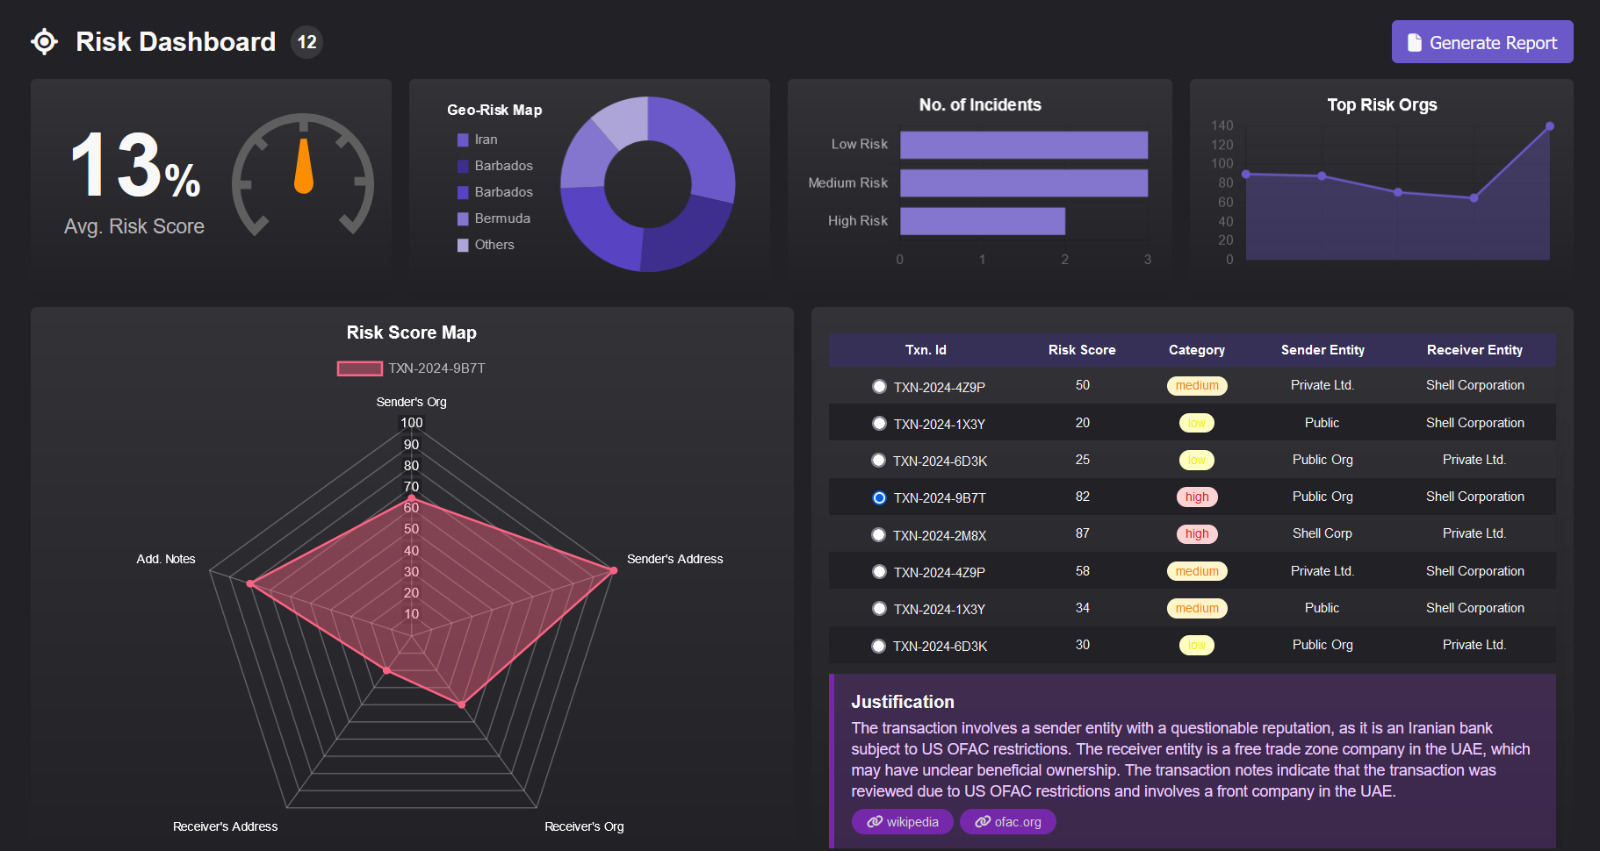 Risk Dashboard 12
Generate Report
13%
Avg. Risk Score
Geo-Risk Map
Iran
Barbados
Barbados
Bermuda
Others
No. of Incidents
Low Risk
Medium Risk
High Risk
0 1 2 3
Top Risk Orgs
140
120
100
80
60
40
20
0
Risk Score Map
TXN-2024-9B7T
Sender's Org
100
90
80
70
60
50
40
30
20
10
Add. Notes
Sender's Address
Receiver's Address
Receiver's Org
Txn. Id Risk Score Category Sender Entity Receiver Entity
TXN-2024-4Z9P 50 medium Private Ltd. Shell Corporation
TXN-2024-1X3Y 20 low Public Shell Corporation
TXN-2024-6D3K 25 low Public Org Private Ltd.
TXN-2024-9B7T 82 high Public Org Shell Corporation
TXN-2024-2M8X 87 high Shell Corp Private Ltd.
TXN-2024-4Z9P 58 medium Private Ltd. Shell Corporation
TXN-2024-1X3Y 34 medium Public Shell Corporation
TXN-2024-6D3K 30 low Public Org Private Ltd.
Justification
The transaction involves a sender entity with a questionable reputation, as it is an Iranian bank
subject to US OFAC restrictions. The receiver entity is a free trade zone company in the UAE, which
may have unclear beneficial ownership. The transaction notes indicate that the transaction was
reviewed due to US OFAC restrictions and involves a front company in the UAE.
wikipedia ofac.org